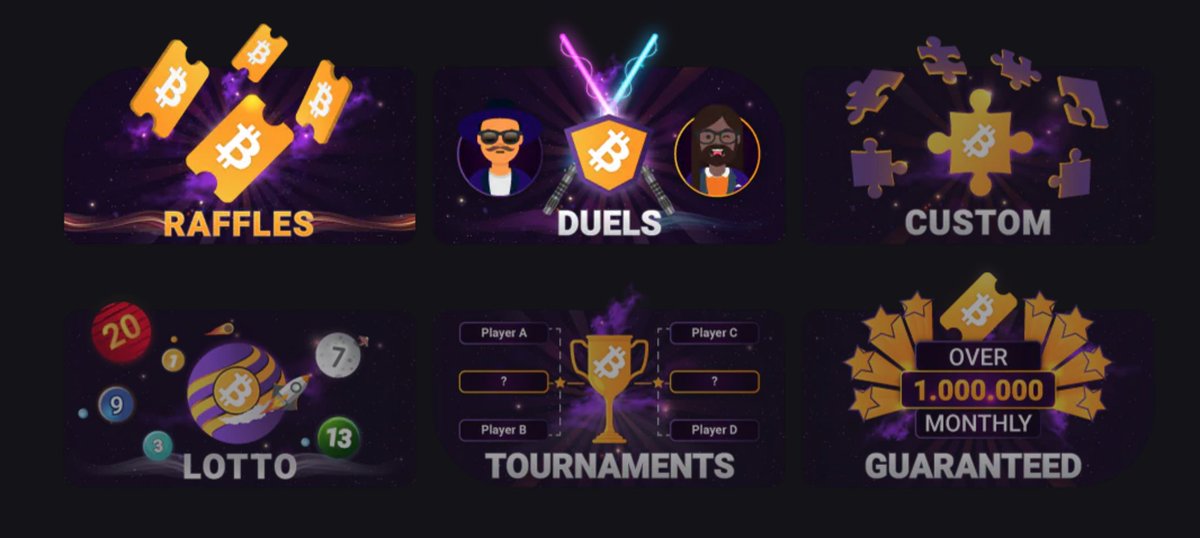 RAFFLES
DUELS
CUSTOM
20
1
7
9
3
13
LOTTO
Player A
Player C
?
?
Player B
Player D
TOURNAMENTS
OVER
1.000.000
MONTHLY
GUARANTEED